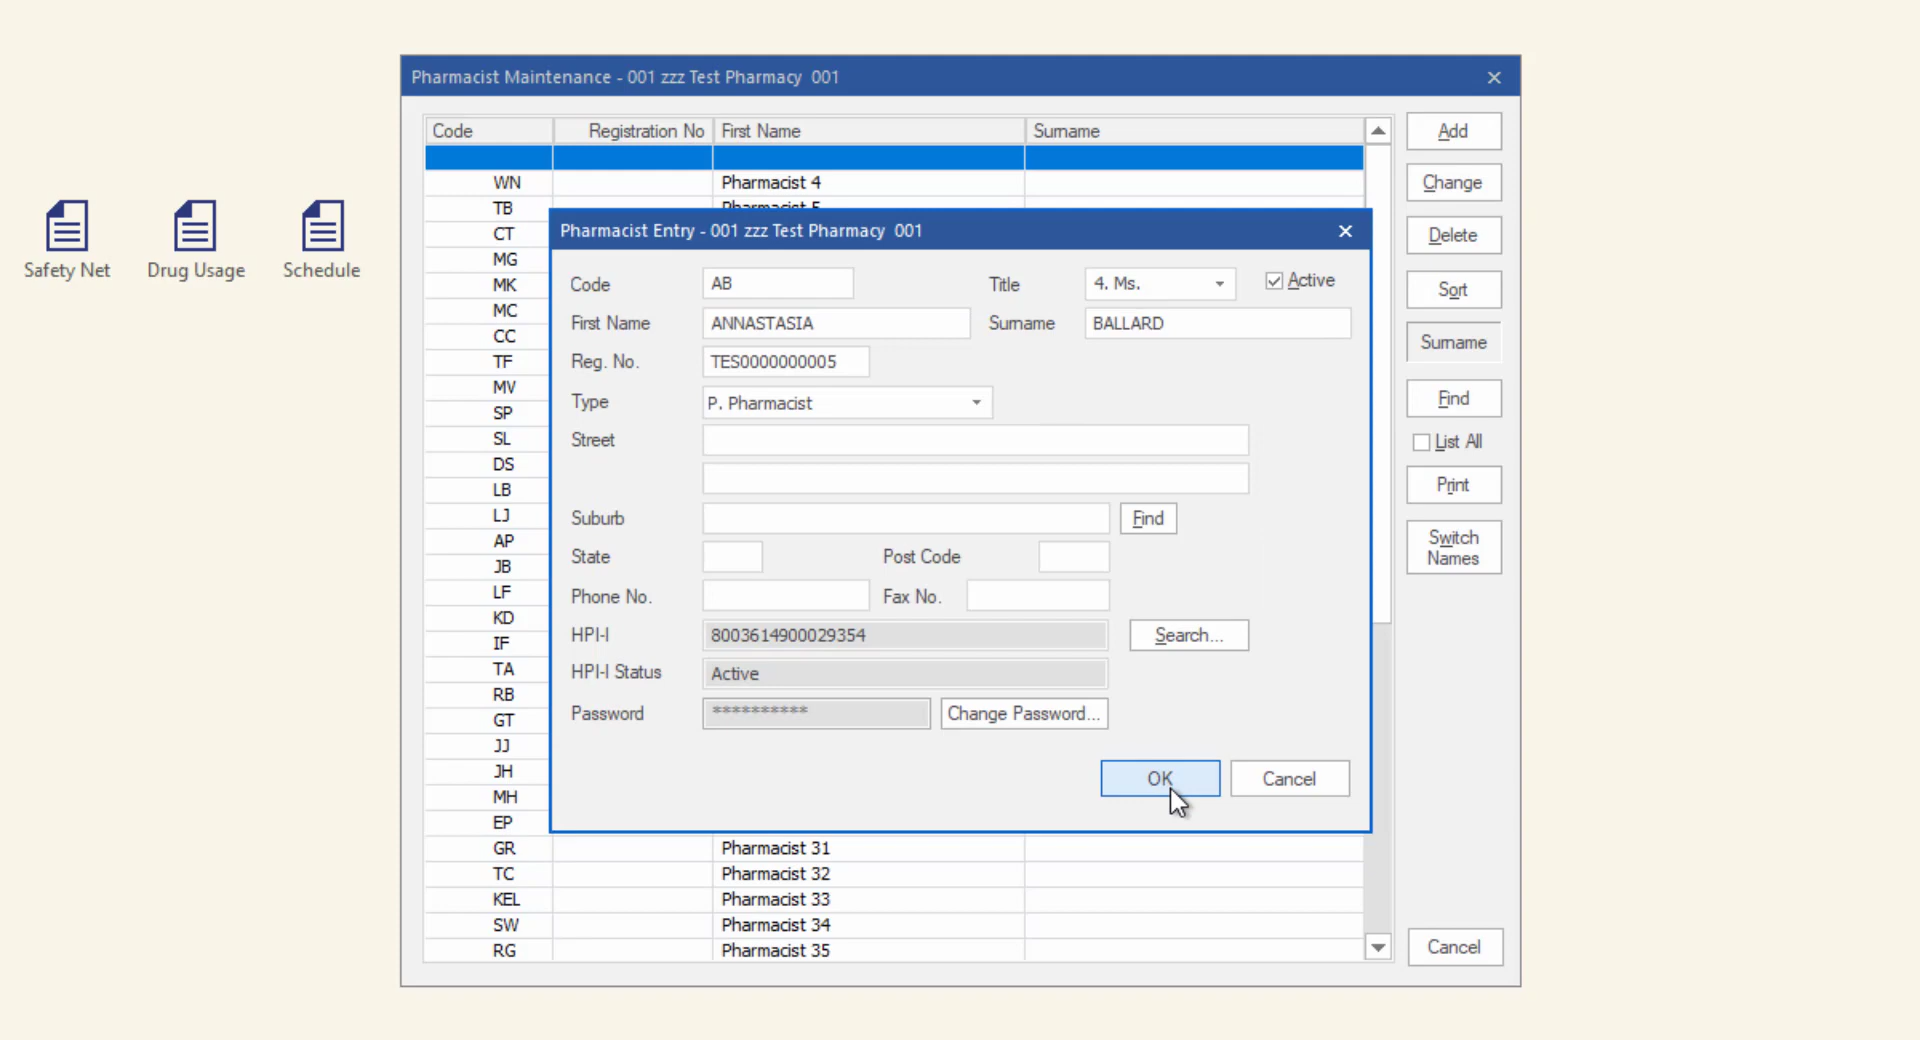 Pharmacist Maintenance - 001 zzz Test Pharmacy 001
Code Registration No First Name Surname
Add
WN Pharmacist 4
Change
TB Pharmacist 5
Safety Net Drug Usage Schedule
CT
MG
MK
MC
CC
TF
MV
SP
SL
DS
LB
LJ
AP
JB
LF
KD
IF
TA
RB
GT
JJ
JH
MH
EP
GR Pharmacist 31
TC Pharmacist 32
KEL Pharmacist 33
SW Pharmacist 34
RG Pharmacist 35
Pharmacist Entry - 001 zzz Test Pharmacy 001
Code AB Title 4. Ms. Active
First Name ANNASTASIA Surname BALLARD
Reg. No. TES0000000005
Type P. Pharmacist
Street
Suburb Find
State Post Code
Phone No. Fax No.
HPI-I 8003614900029354 Search...
HPI-I Status Active
Password ********** Change Password...
OK Cancel
Delete
Sort
Surname
Find
List All
Print
Switch
Names
Cancel